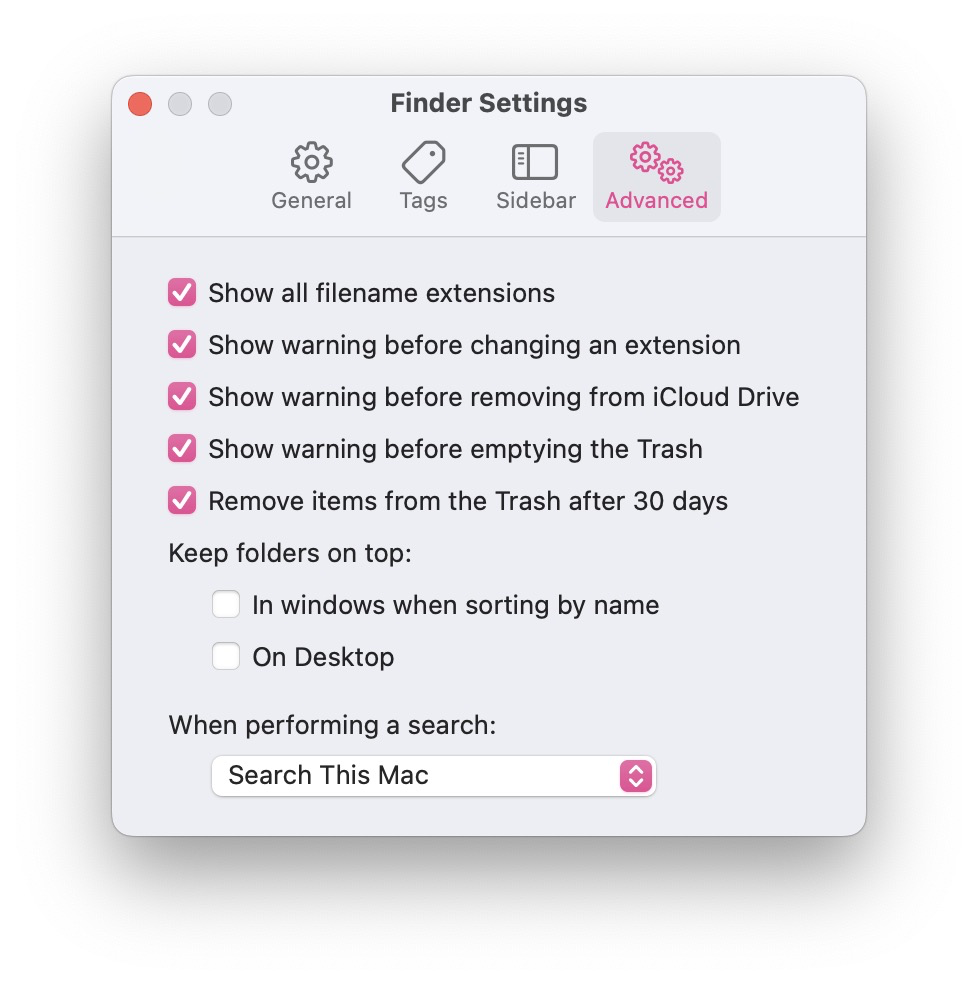 Finder Settings
General Tags Sidebar Advanced
Show all filename extensions
Show warning before changing an extension
Show warning before removing from iCloud Drive
Show warning before emptying the Trash
Remove items from the Trash after 30 days
Keep folders on top:
In windows when sorting by name
On Desktop
When performing a search:
Search This Mac